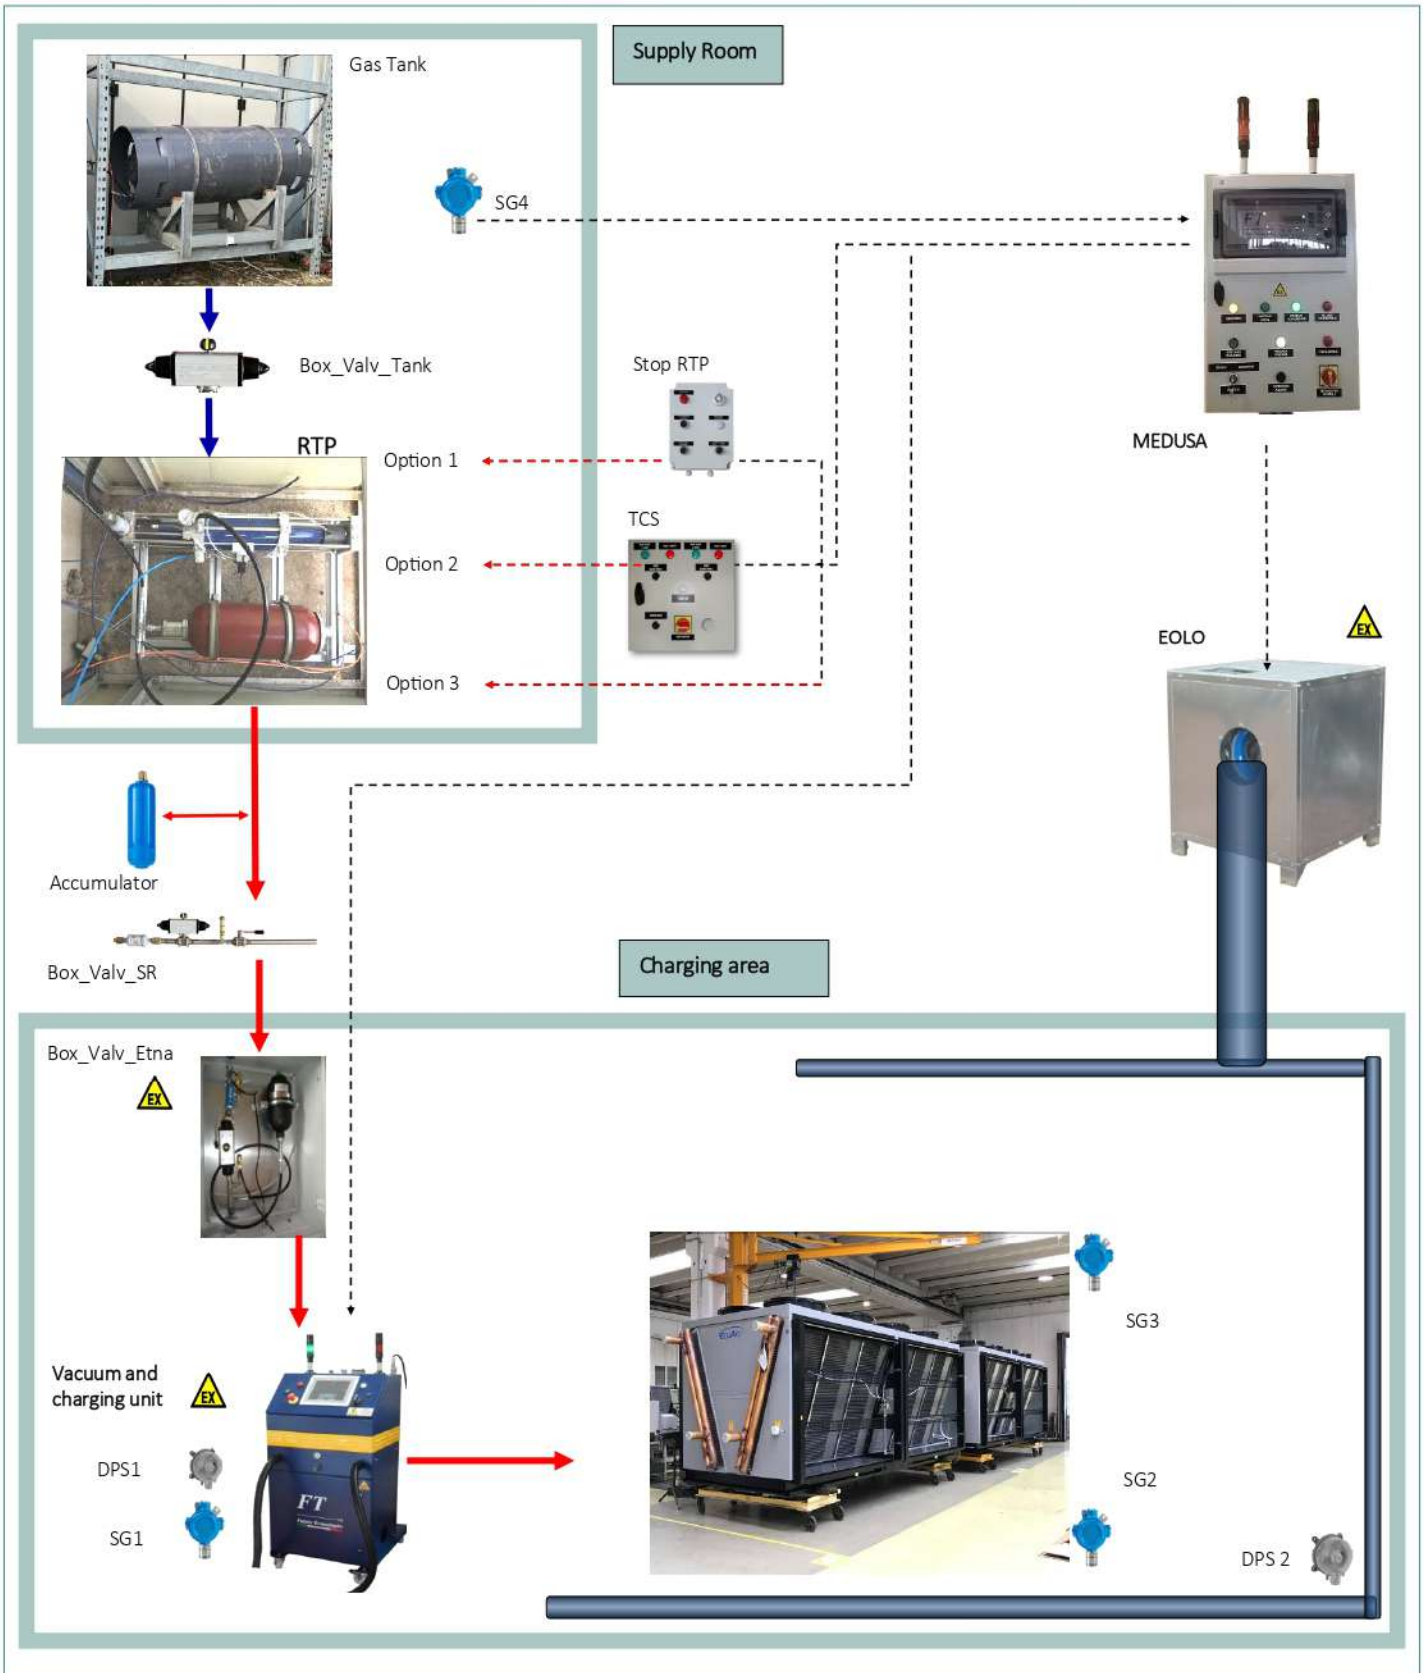 Supply Room
Gas Tank
SG4
Box_Valv_Tank
Stop RTP
RTP
Option 1
MEDUSA
TCS
Option 2
EOLO
EX
Option 3
Accumulator
Box_Valv_SR
Charging area
Box_Valv_Etna
EX
SG3
Vacuum and
charging unit
EX
SG2
DPS1
FT
SG1
DPS 2